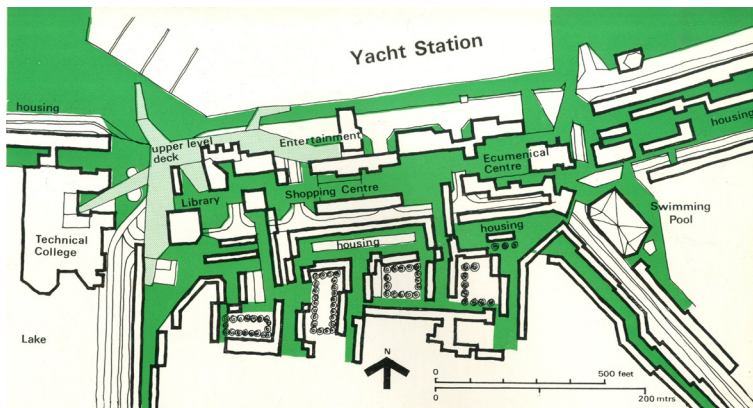 Yacht Station
housing
upper level
deck
Entertainment
Ecumenical
Centre
housing
Library
Shopping Centre
Swimming
Pool
Technical
College
housing
housing
Lake
N
0
500 feet
0
200 mtrs